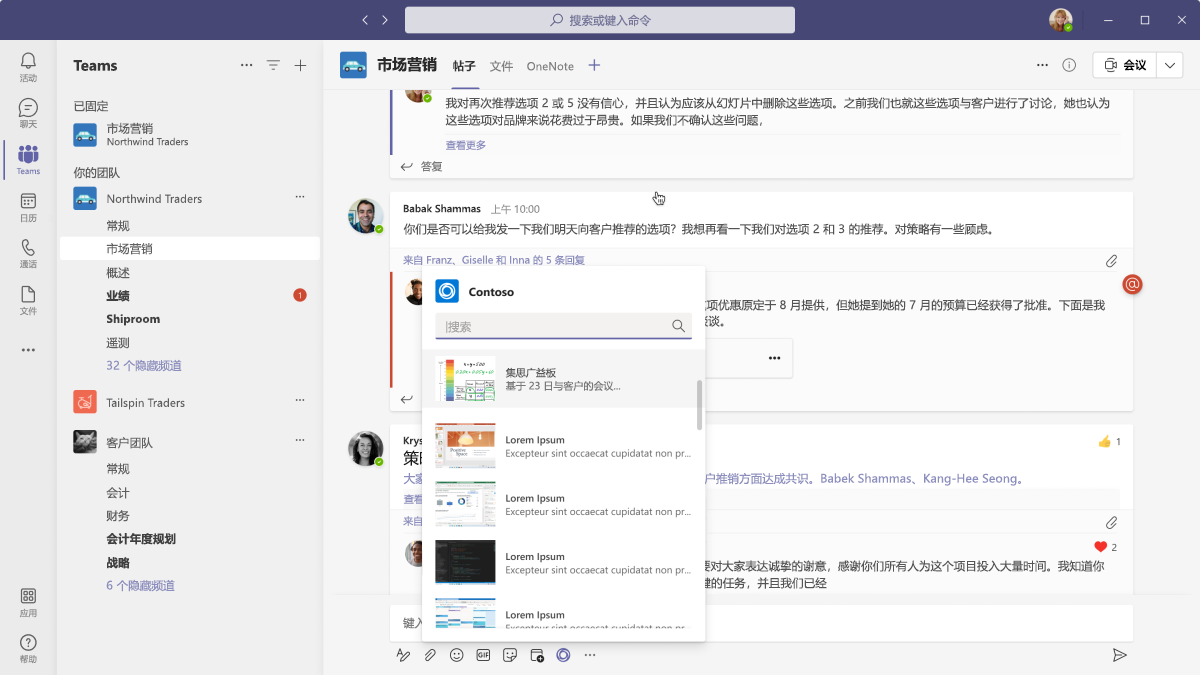 搜索或键入命令
活动
聊天
Teams
日历
通话
文件
应用
帮助
Teams
已固定
市场营销
Northwind Traders
你的团队
Northwind Traders
常规
市场营销
概述
业绩
1
Shiproom
遥测
32 个隐藏频道
Tailspin Traders
客户团队
常规
会计
财务
会计年度规划
战略
6 个隐藏频道
市场营销
帖子
文件
OneNote
会议
我对再次推荐选项 2 或 5 没有信心，并且认为应该从幻灯片中删除这些选项。之前我们也就这些选项与客户进行了讨论，她也认为
这些选项对品牌来说花费过于昂贵。如果我们不确认这些问题，
查看更多
答复
Babak Shammas 上午 10:00
你们是否可以给我发一下我们明天向客户推荐的选项？我想再看一下我们对选项 2 和 3 的推荐。对策略有一些顾虑。
来自 Franz、Giselle 和 Inna 的 5 条回复
项优惠原定于 8 月提供，但她提到她的 7 月的预算已经获得了批准。下面是我
谈。
Krys
1
策略
大家
户推销方面达成共识。Babek Shammas、Kang-Hee Seong。
查看
来自
2
要对大家表达诚挚的谢意，感谢你们所有人为这个项目投入大量时间。我知道你
键的任务，并且我们已经
键入
GIF
Contoso
搜索
集思广益板
基于 23 日与客户的会议...
Positive
Space
Lorem Ipsum
Excepteur sint occaecat cupidatat non pr...
Lorem Ipsum
Excepteur sint occaecat cupidatat non pr...
Lorem Ipsum
Excepteur sint occaecat cupidatat non pr...
Lorem Ipsum
Excepteur sint occaecat cupidatat non pr...